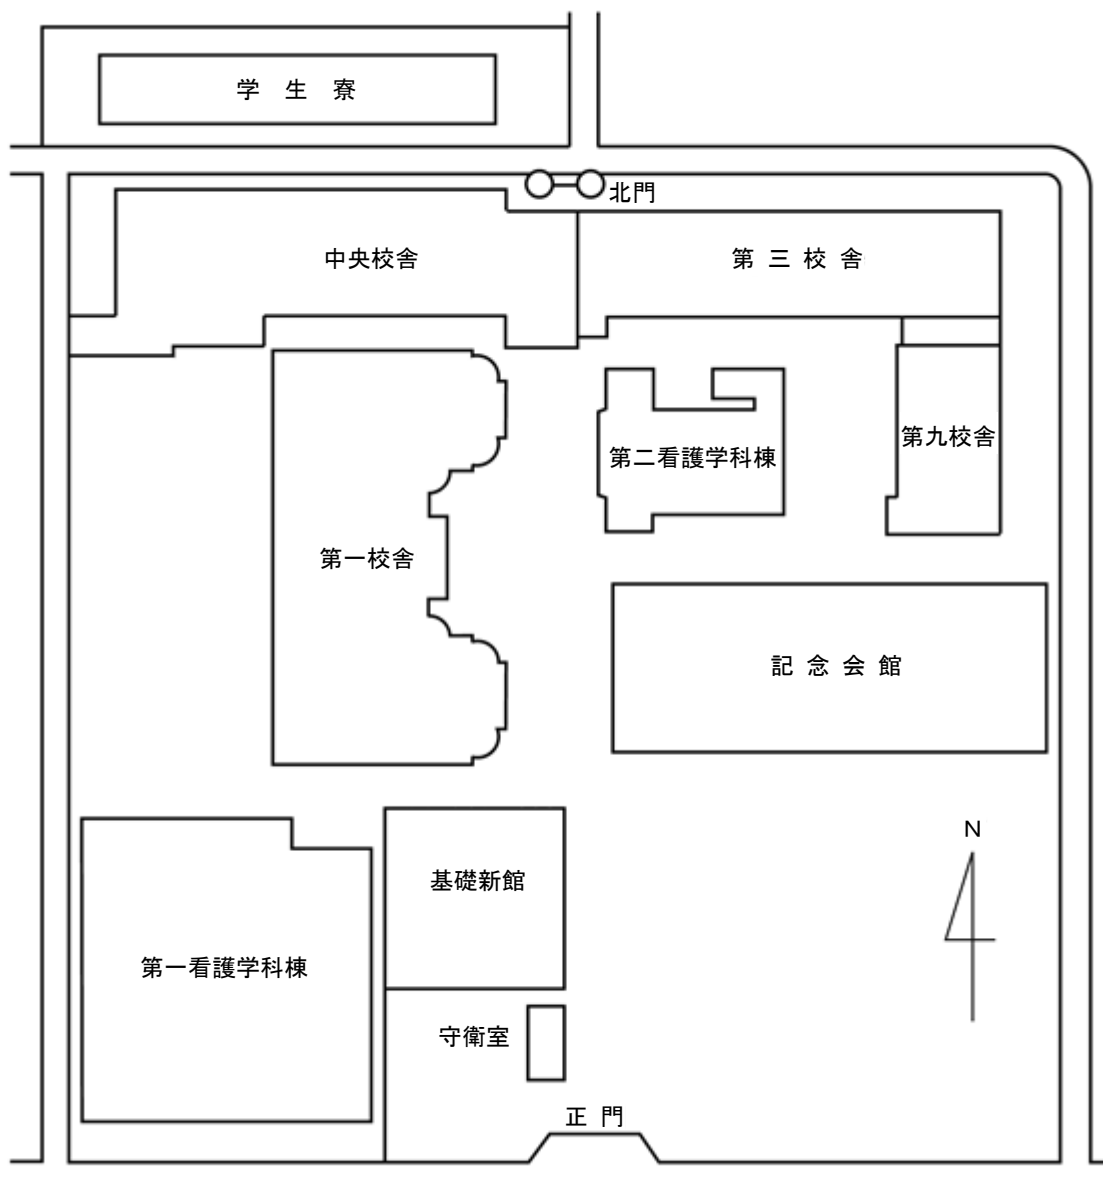 学 生 寮
北門
中央校舎
第 三 校 舎
第九校舎
第二看護学科棟
第一校舎
記 念 会 館
N
基礎新館
第一看護学科棟
守衛室
正 門